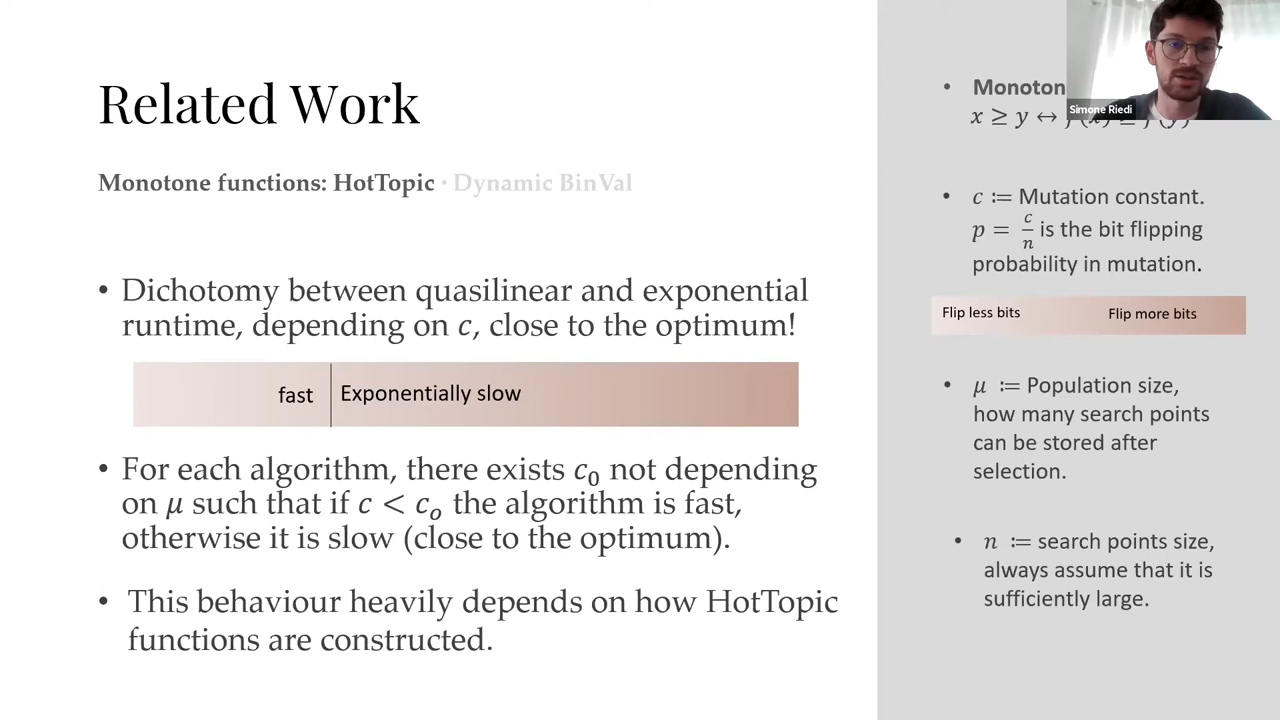 Related Work
Monotone functions: HotTopic · Dynamic BinVal
• Dichotomy between quasilinear and exponential
runtime, depending on c, close to the optimum!
fast
Exponentially slow
• For each algorithm, there exists c₀ not depending
on μ such that if c < cₒ the algorithm is fast,
otherwise it is slow (close to the optimum).
• This behaviour heavily depends on how HotTopic
functions are constructed.
• Monoton
x ≥ y ↔
Simone Riedi
• c := Mutation constant.
p = c/n is the bit flipping
probability in mutation.
Flip less bits
Flip more bits
• μ := Population size,
how many search points
can be stored after
selection.
• n := search points size,
always assume that it is
sufficiently large.